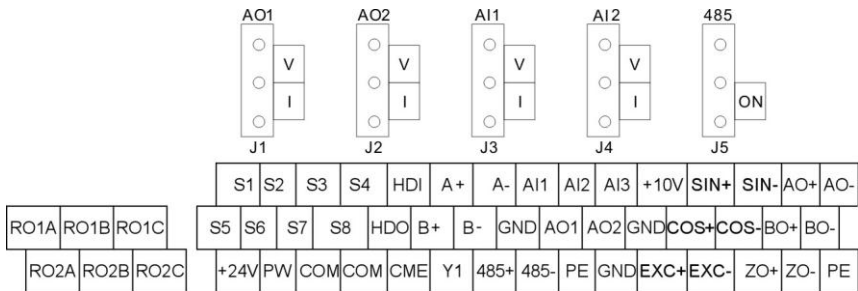 AO1 AO2 AI1 AI2 485
V V V V
I I I I ON
J1 J2 J3 J4 J5
S1 S2 S3 S4 HDI A+ A- AI1 AI2 AI3 +10V SIN+ SIN- AO+ AO-
RO1A RO1B RO1C S5 S6 S7 S8 HDO B+ B- GND AO1 AO2 GND COS+ COS- BO+ BO-
RO2A RO2B RO2C +24V PW COM COM CME Y1 485+ 485- PE GND EXC+ EXC- ZO+ ZO- PE